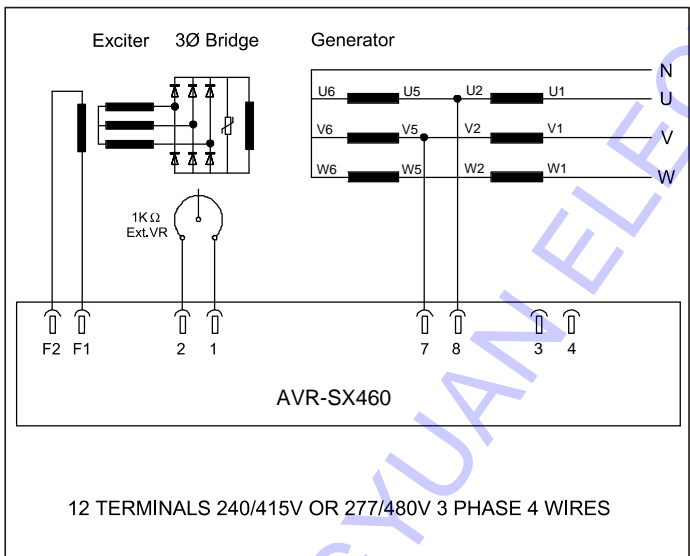 Exciter 3Ø Bridge Generator
N
U6 U5 U2 U1 U
V6 V5 V2 V1 V
W6 W5 W2 W1 W
1KΩ
Ext.VR
F2 F1 2 1 7 8 3 4
AVR-SX460
12 TERMINALS 240/415V OR 277/480V 3 PHASE 4 WIRES